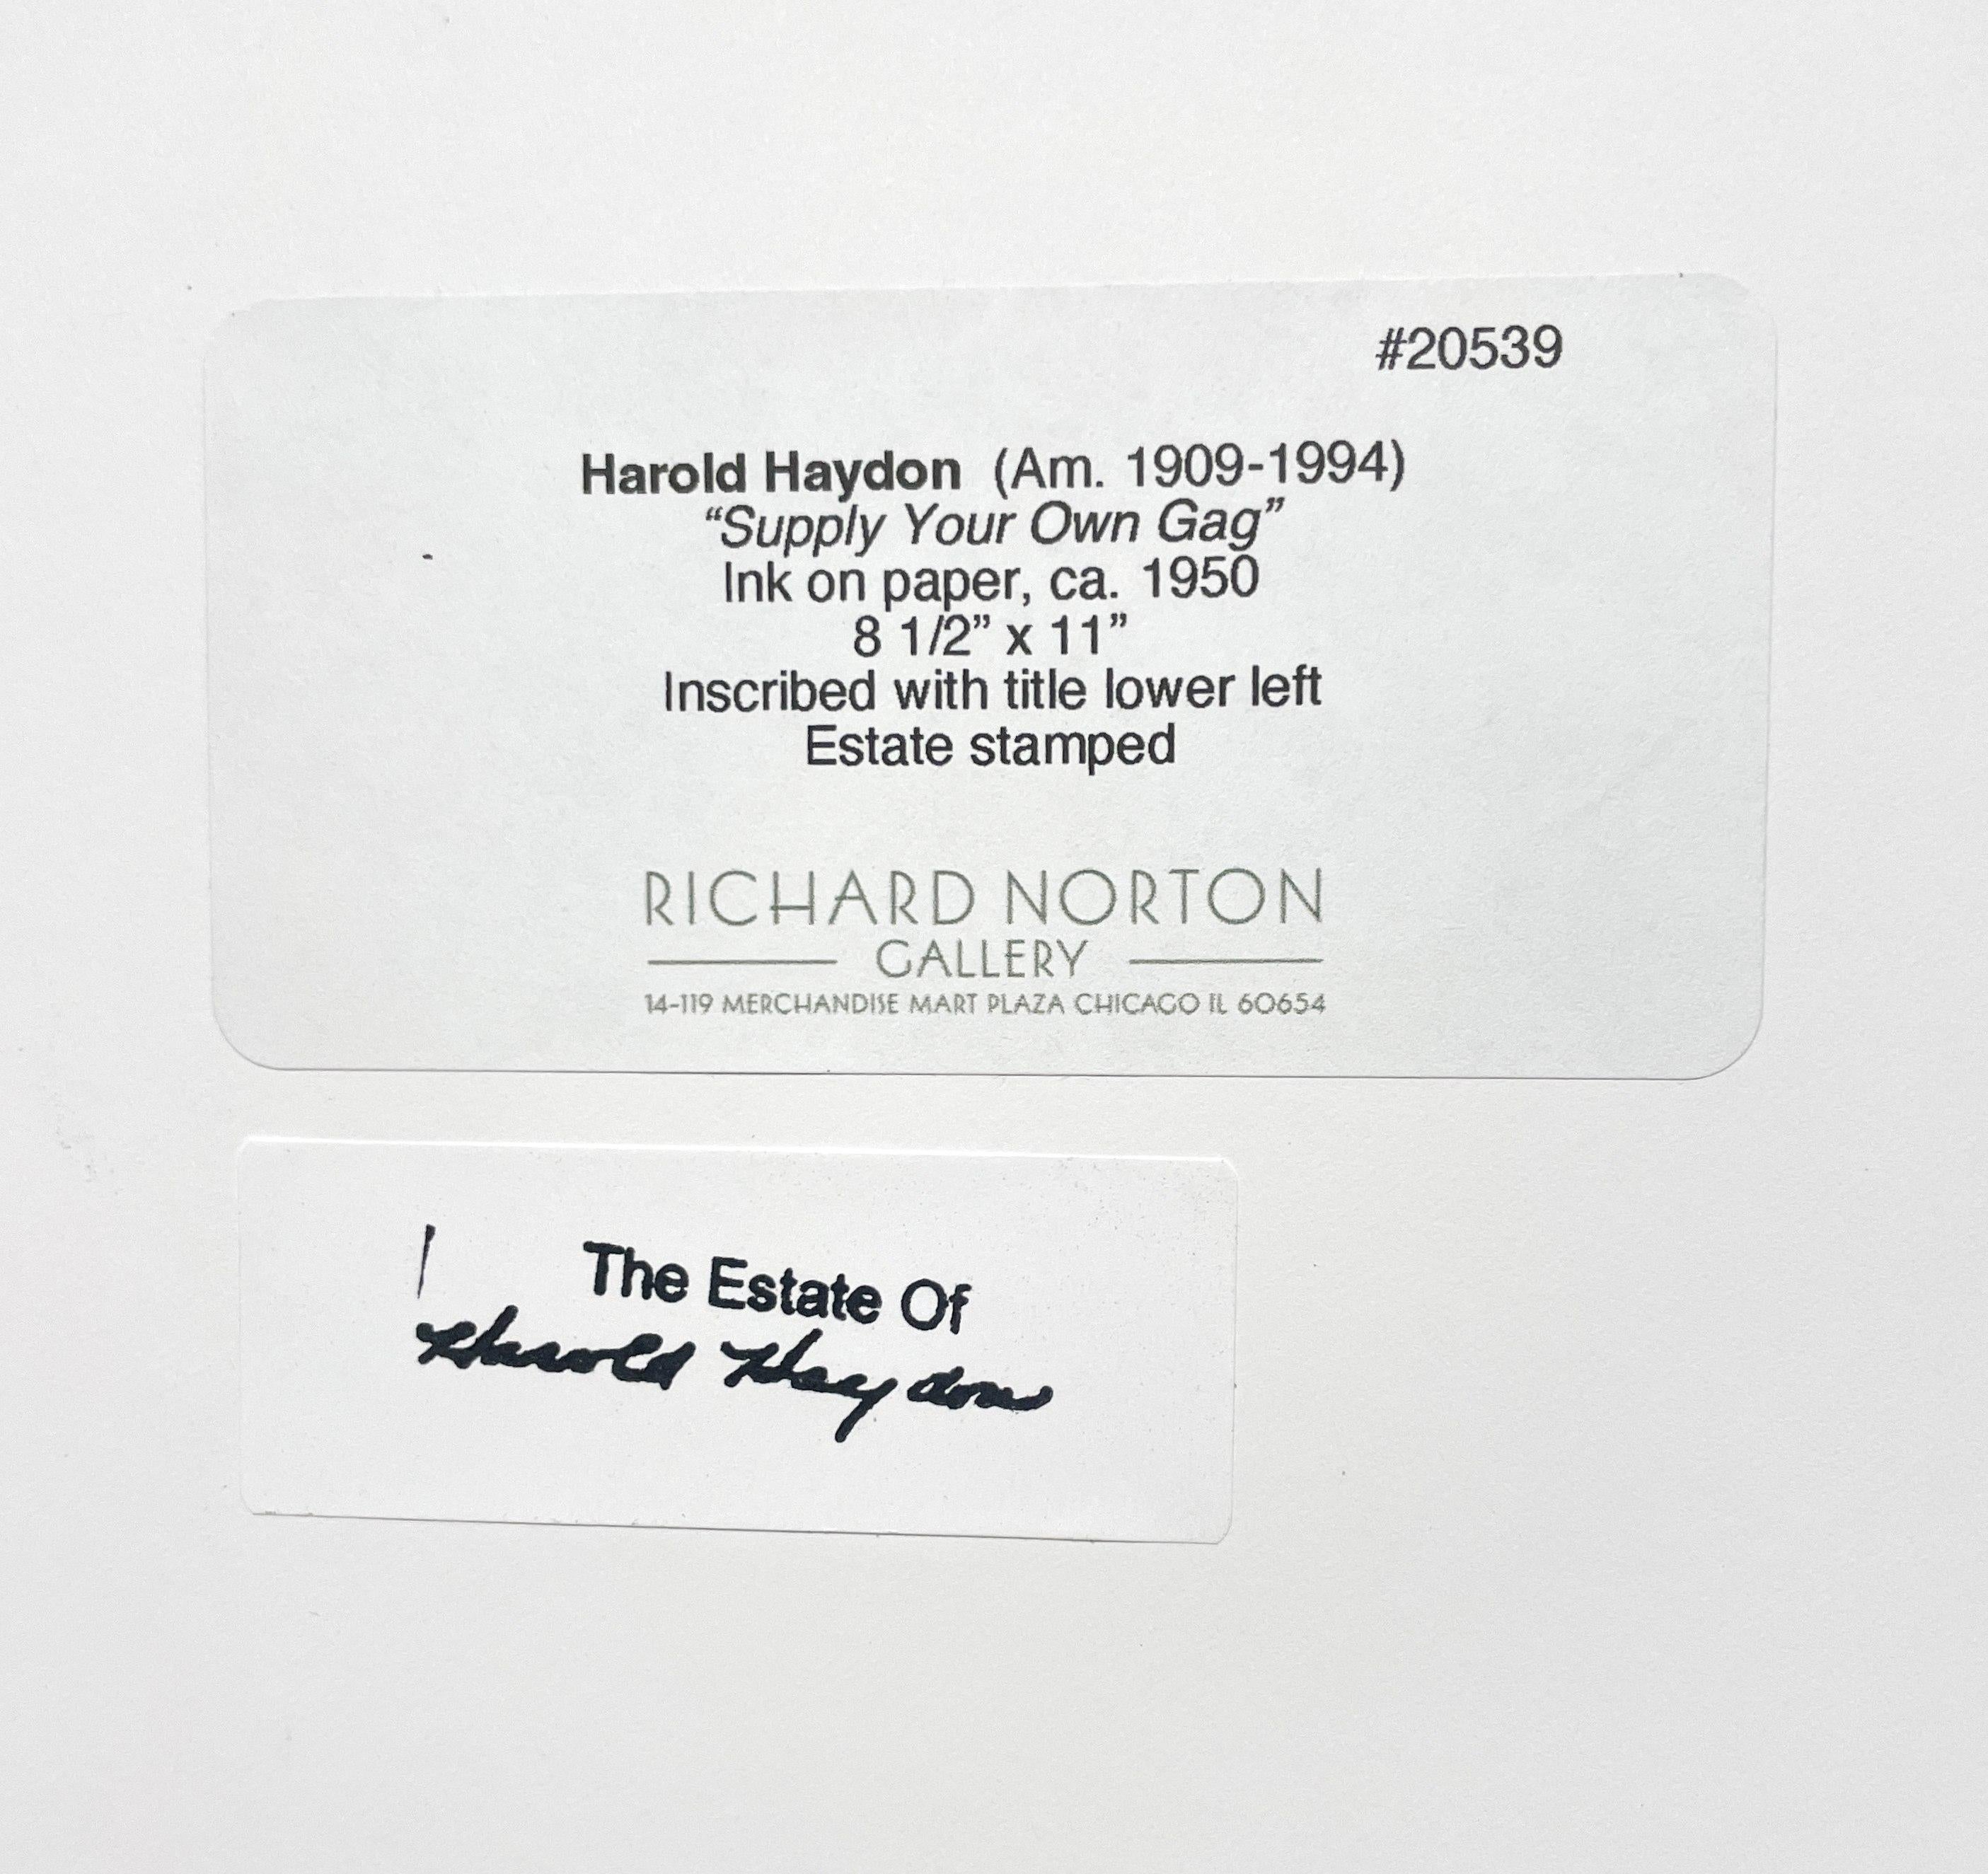 #20539
Harold Haydon (Am. 1909-1994)
“Supply Your Own Gag”
Ink on paper, ca. 1950
8 1/2” x 11”
Inscribed with title lower left
Estate stamped
RICHARD NORTON
GALLERY
14-119 MERCHANDISE MART PLAZA CHICAGO IL 60654
The Estate Of
Harold Haydon